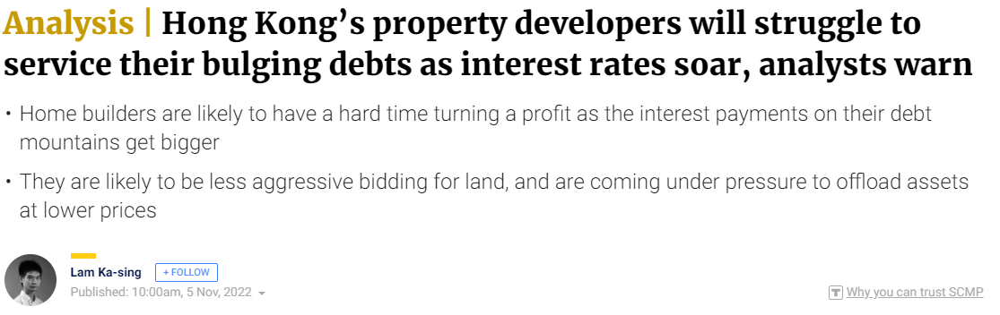 Analysis | Hong Kong’s property developers will struggle to
service their bulging debts as interest rates soar, analysts warn
• Home builders are likely to have a hard time turning a profit as the interest payments on their debt
mountains get bigger
• They are likely to be less aggressive bidding for land, and are coming under pressure to offload assets
at lower prices
Lam Ka-sing + FOLLOW
Published: 10:00am, 5 Nov, 2022
T Why you can trust SCMP